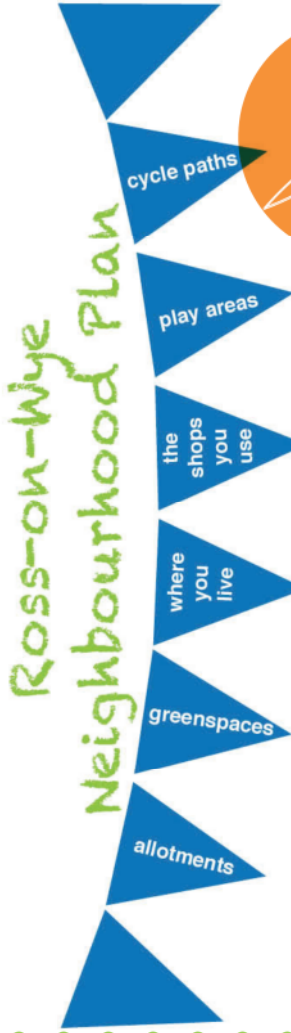 Ross-on-Wye
Neighbourhood Plan
cycle paths
play areas
the
shops
you
use
where
you
live
greenspaces
allotments